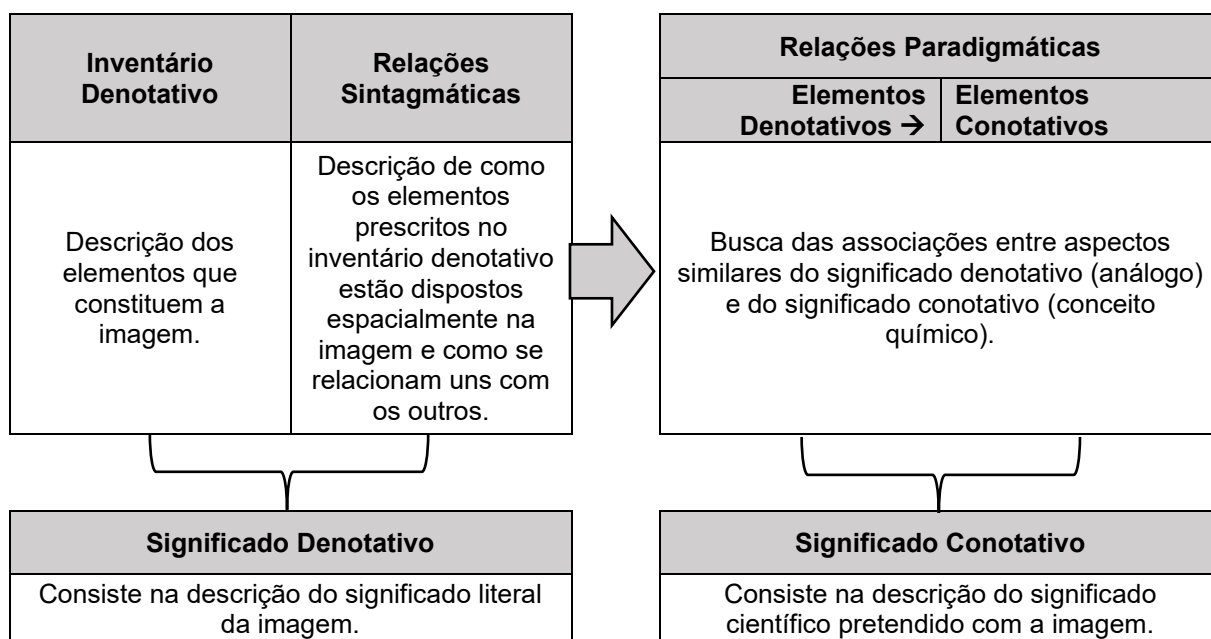 Inventário
Denotativo
Relações
Sintagmáticas
Descrição dos
elementos que
constituem a
imagem.
Descrição de como
os elementos
prescritos no
inventário denotativo
estão dispostos
espacialmente na
imagem e como se
relacionam uns com
os outros.
Significado Denotativo
Consiste na descrição do significado literal
da imagem.
Relações Paradigmáticas
Elementos
Denotativos →
Elementos
Conotativos
Busca das associações entre aspectos
similares do significado denotativo (análogo)
e do significado conotativo (conceito
químico).
Significado Conotativo
Consiste na descrição do significado
científico pretendido com a imagem.